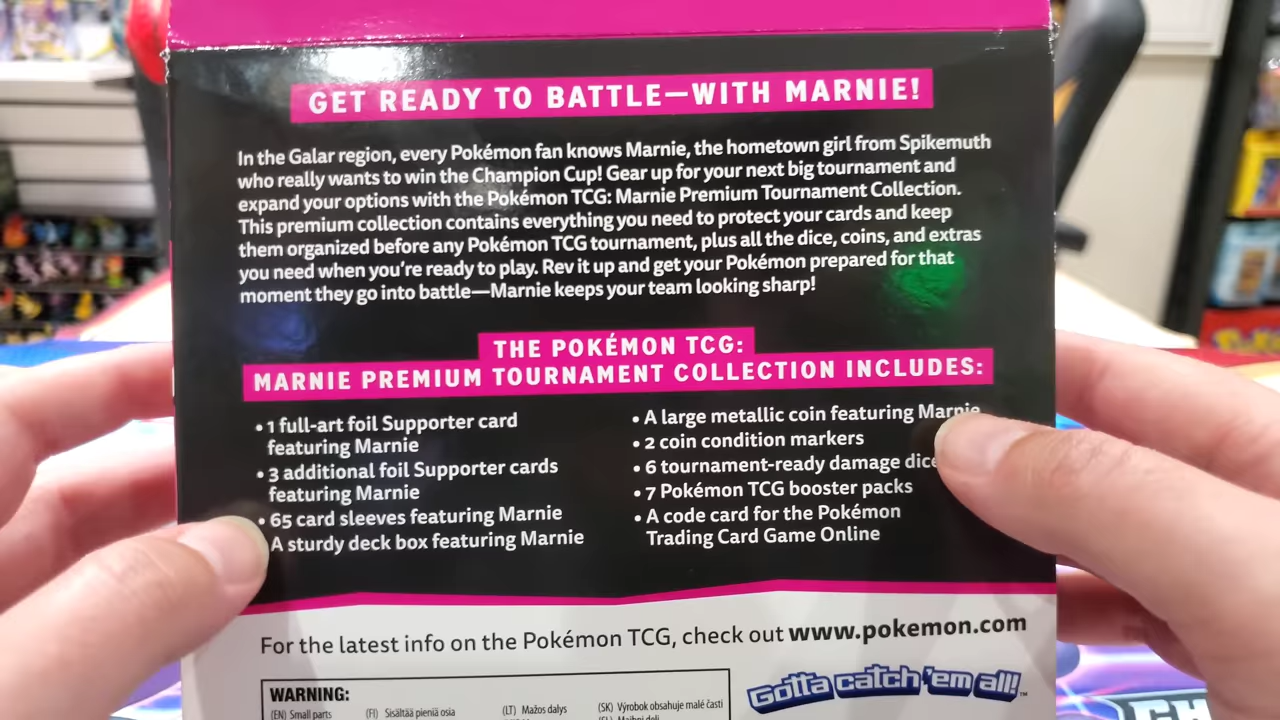 GET READY TO BATTLE—WITH MARNIE!
In the Galar region, every Pokémon fan knows Marnie, the hometown girl from Spikemuth
who really wants to win the Champion Cup! Gear up for your next big tournament and
expand your options with the Pokémon TCG: Marnie Premium Tournament Collection.
This premium collection contains everything you need to protect your cards and keep
them organized before any Pokémon TCG tournament, plus all the dice, coins, and extras
you need when you're ready to play. Rev it up and get your Pokémon prepared for that
moment they go into battle—Marnie keeps your team looking sharp!
THE POKÉMON TCG:
MARNIE PREMIUM TOURNAMENT COLLECTION INCLUDES:
• 1 full-art foil Supporter card
featuring Marnie
• 3 additional foil Supporter cards
featuring Marnie
• 65 card sleeves featuring Marnie
A sturdy deck box featuring Marnie
• A large metallic coin featuring Marnie
• 2 coin condition markers
• 6 tournament-ready damage dice
• 7 Pokémon TCG booster packs
• A code card for the Pokémon
Trading Card Game Online
For the latest info on the Pokémon TCG, check out www.pokemon.com
WARNING:
(EN) Small parts
(FI) Sisältää pieniä osia
(LT) Mažos dalys
(SK) Výrobok obsahuje malé časti
Gotta catch 'em all!™